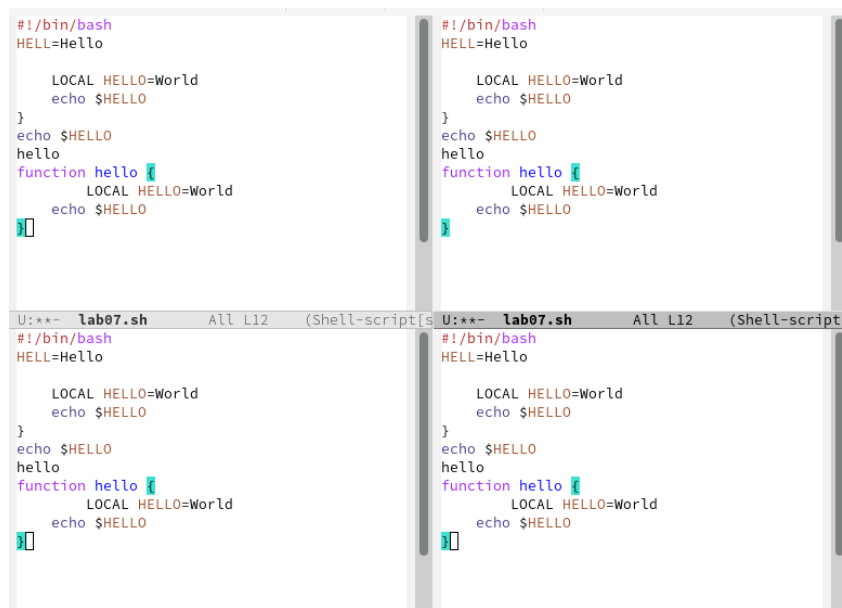 #!/bin/bash
HELL=Hello
LOCAL HELLO=World
echo $HELLO
}
echo $HELLO
hello
function hello {
LOCAL HELLO=World
echo $HELLO
}
U:**-  lab07.sh       All L12    (Shell-script[s
#!/bin/bash
HELL=Hello
LOCAL HELLO=World
echo $HELLO
}
echo $HELLO
hello
function hello {
LOCAL HELLO=World
echo $HELLO
}
U:**-  lab07.sh       All L12    (Shell-script
#!/bin/bash
HELL=Hello
LOCAL HELLO=World
echo $HELLO
}
echo $HELLO
hello
function hello {
LOCAL HELLO=World
echo $HELLO
}
#!/bin/bash
HELL=Hello
LOCAL HELLO=World
echo $HELLO
}
echo $HELLO
hello
function hello {
LOCAL HELLO=World
echo $HELLO
}